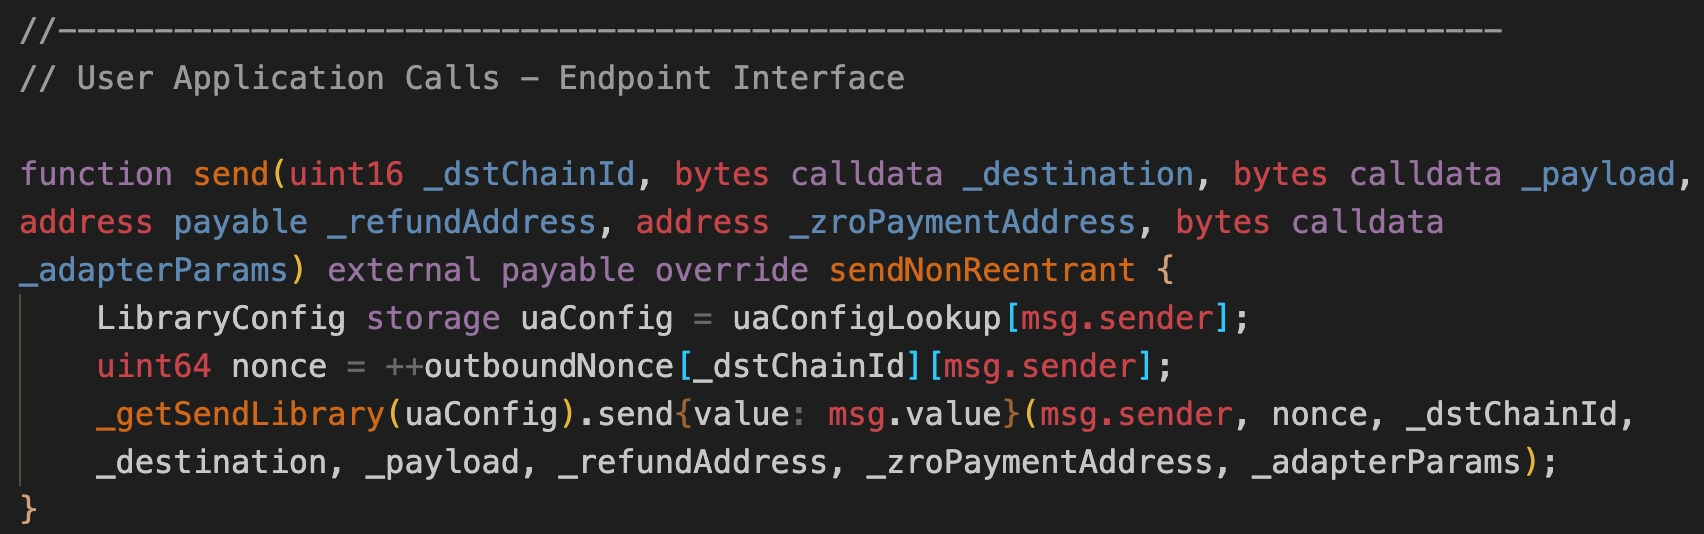 //---------------------------------------------------------------------------
// User Application Calls - Endpoint Interface
function send(uint16 _dstChainId, bytes calldata _destination, bytes calldata _payload,
address payable _refundAddress, address _zroPaymentAddress, bytes calldata
_adapterParams) external payable override sendNonReentrant {
LibraryConfig storage uaConfig = uaConfigLookup[msg.sender];
uint64 nonce = ++outboundNonce[_dstChainId][msg.sender];
_getSendLibrary(uaConfig).send{value: msg.value}(msg.sender, nonce, _dstChainId,
_destination, _payload, _refundAddress, _zroPaymentAddress, _adapterParams);
}